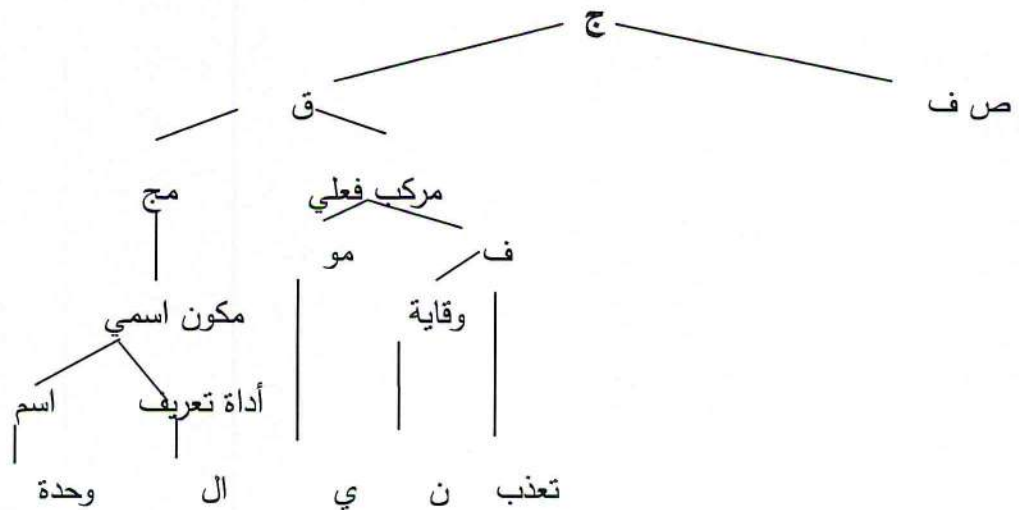 ج
ص ف ق
مركب فعلي مج
ف مو
وقاية مكون اسمي
أداة تعريف اسم
تعذب ن ي ال وحدة